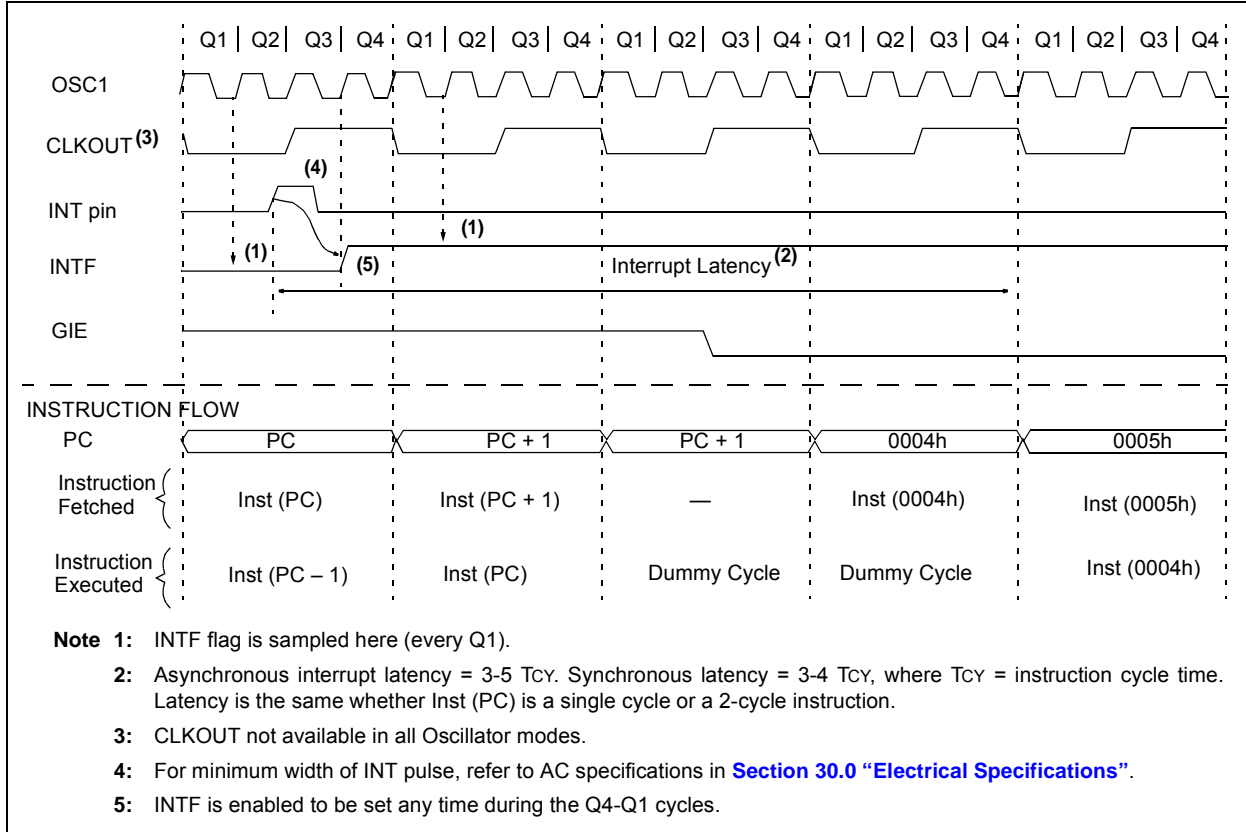 Q1 Q2 Q3 Q4 Q1 Q2 Q3 Q4 Q1 Q2 Q3 Q4 Q1 Q2 Q3 Q4 Q1 Q2 Q3 Q4
OSC1
CLKOUT (3)
(4)
INT pin
(1)
(1)
INTF
(5)
Interrupt Latency (2)
GIE
INSTRUCTION FLOW
PC PC PC + 1 PC + 1 0004h 0005h
Instruction
Fetched
Inst (PC) Inst (PC + 1) — Inst (0004h) Inst (0005h)
Instruction
Executed
Inst (PC – 1) Inst (PC) Dummy Cycle Dummy Cycle Inst (0004h)
Note 1: INTF flag is sampled here (every Q1).
2: Asynchronous interrupt latency = 3-5 TCY. Synchronous latency = 3-4 TCY, where TCY = instruction cycle time.
Latency is the same whether Inst (PC) is a single cycle or a 2-cycle instruction.
3: CLKOUT not available in all Oscillator modes.
4: For minimum width of INT pulse, refer to AC specifications in Section 30.0 “Electrical Specifications”.
5: INTF is enabled to be set any time during the Q4-Q1 cycles.